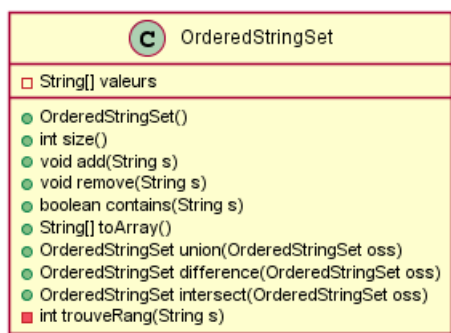 C OrderedStringSet
String[] valeurs
OrderedStringSet()
int size()
void add(String s)
void remove(String s)
boolean contains(String s)
String[] toArray()
OrderedStringSet union(OrderedStringSet oss)
OrderedStringSet difference(OrderedStringSet oss)
OrderedStringSet intersect(OrderedStringSet oss)
int trouveRang(String s)